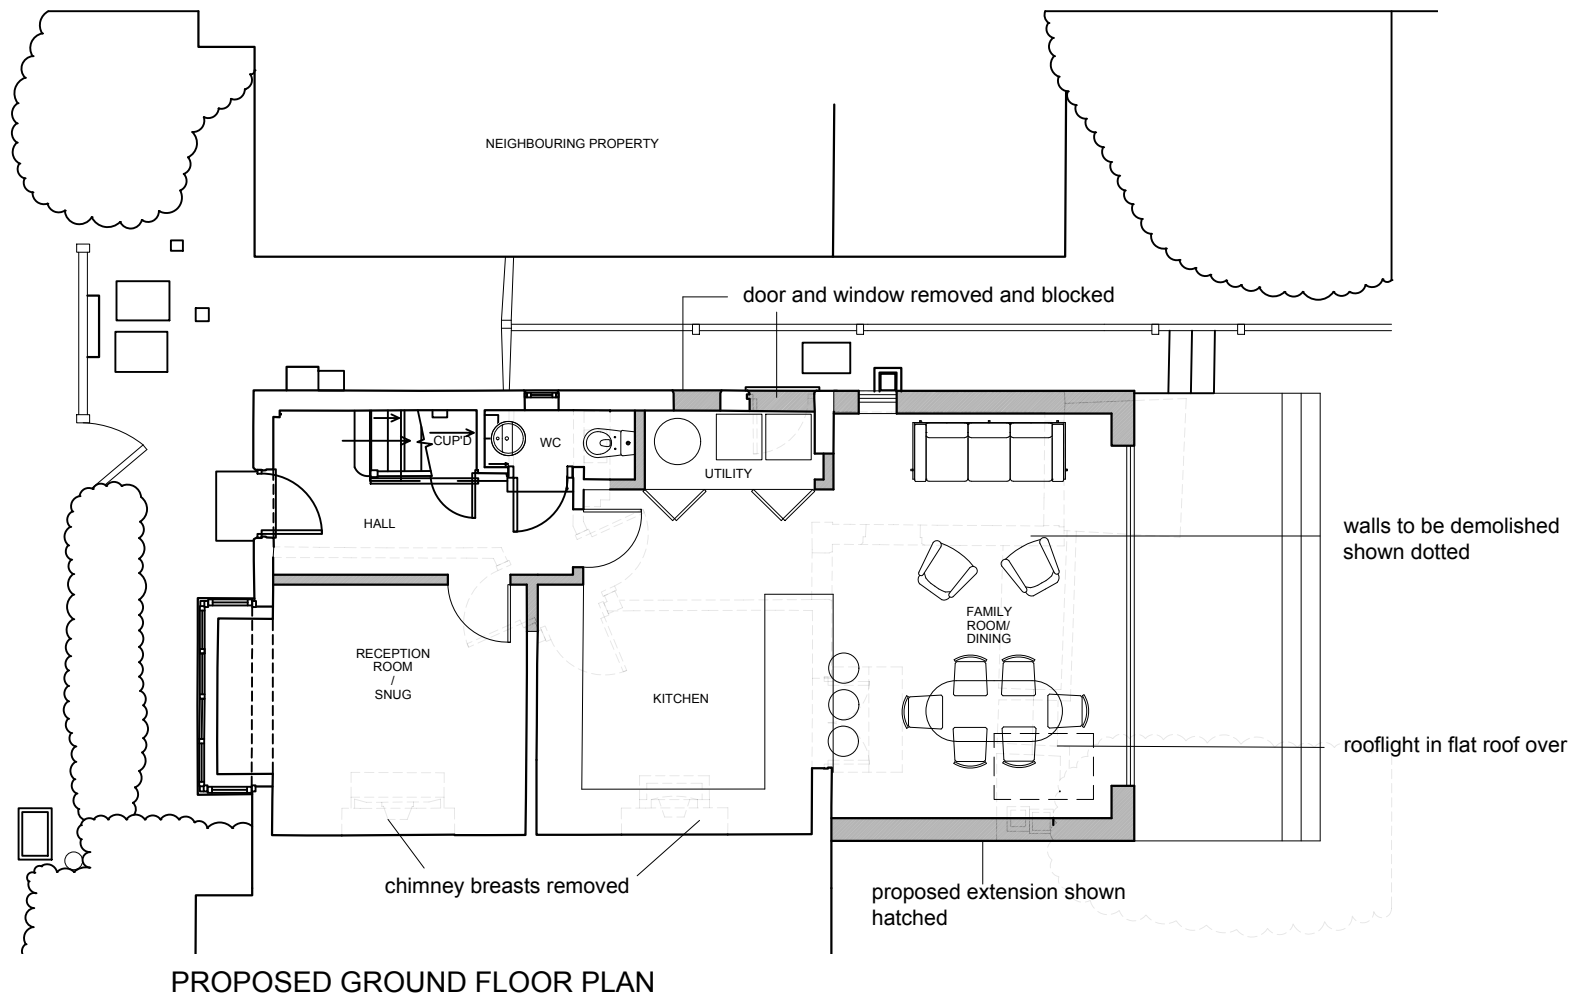 NEIGHBOURING PROPERTY
door and window removed and blocked
CUP'D
WC
UTILITY
HALL
walls to be demolished
shown dotted
FAMILY
ROOM/
DINING
RECEPTION
ROOM
/
SNUG
KITCHEN
rooflight in flat roof over
chimney breasts removed
proposed extension shown
hatched
PROPOSED GROUND FLOOR PLAN